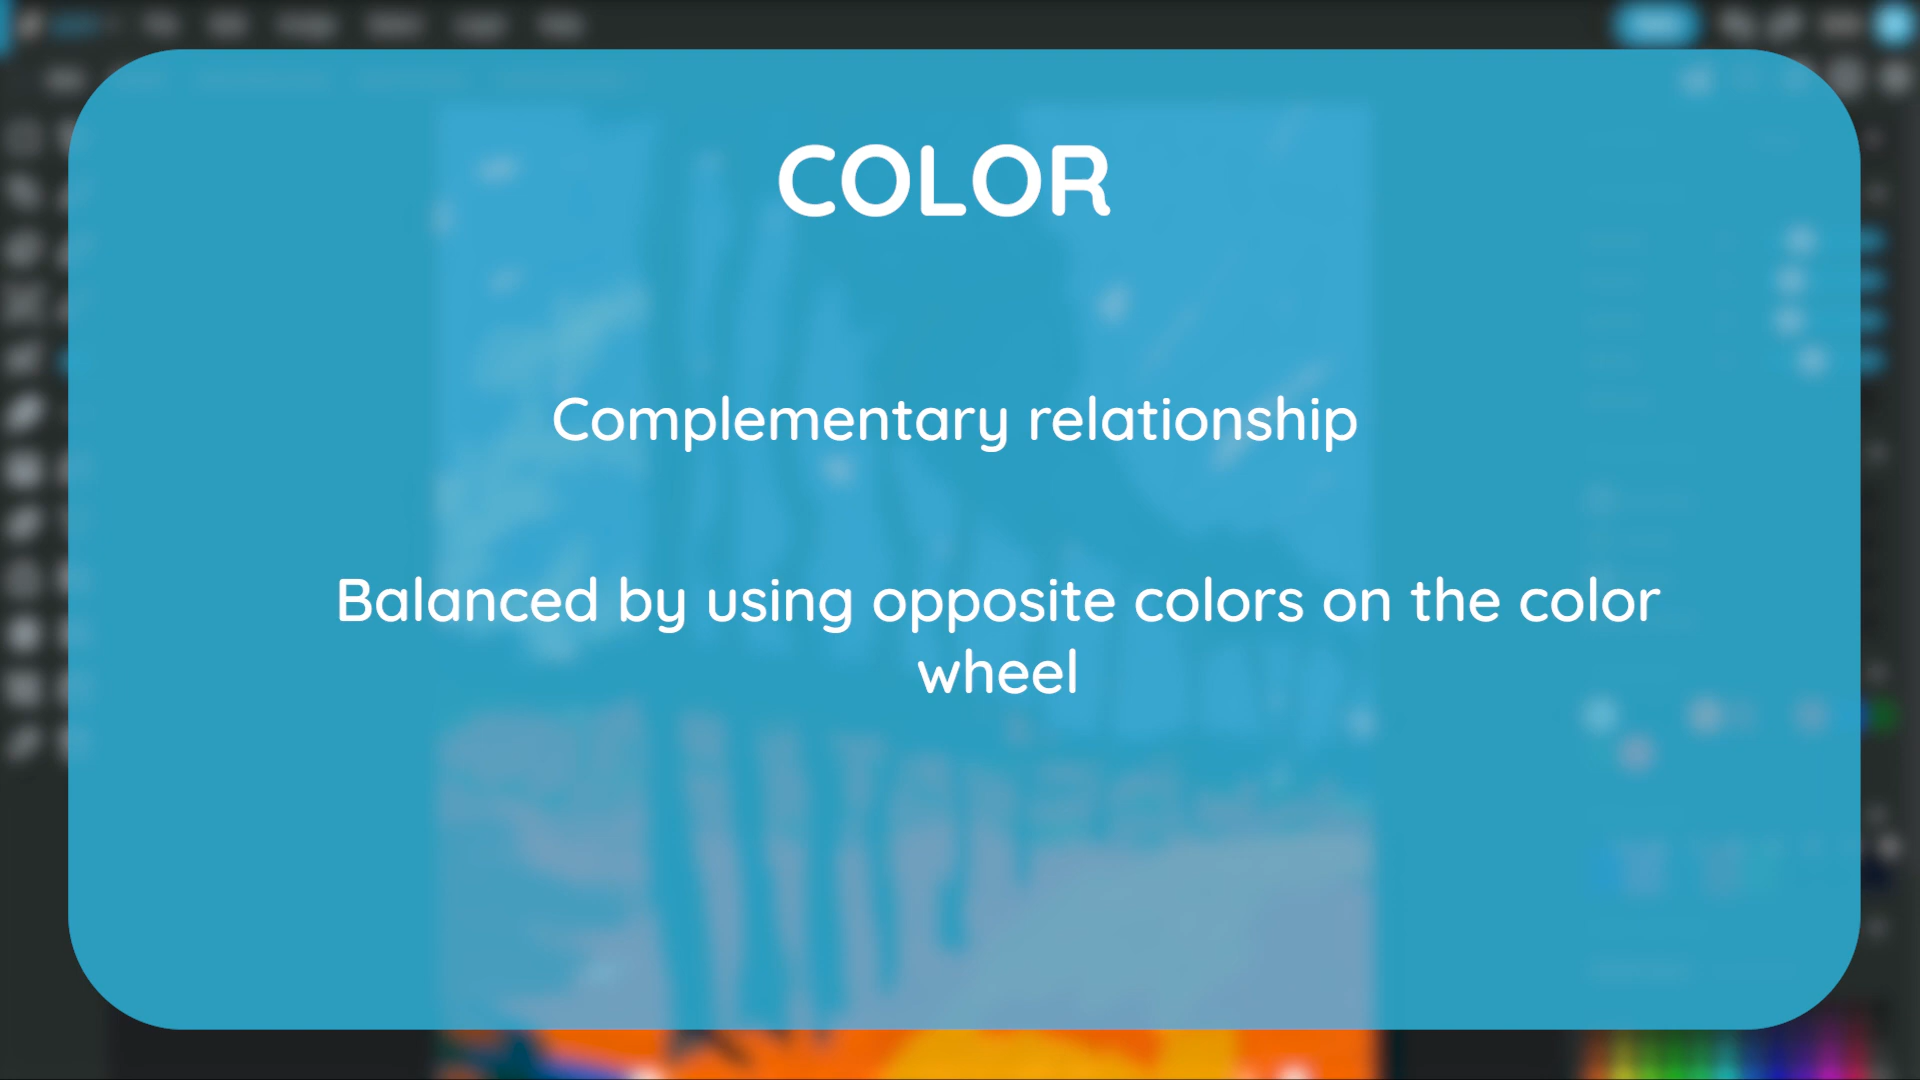 COLOR
Complementary relationship
Balanced by using opposite colors on the color
wheel